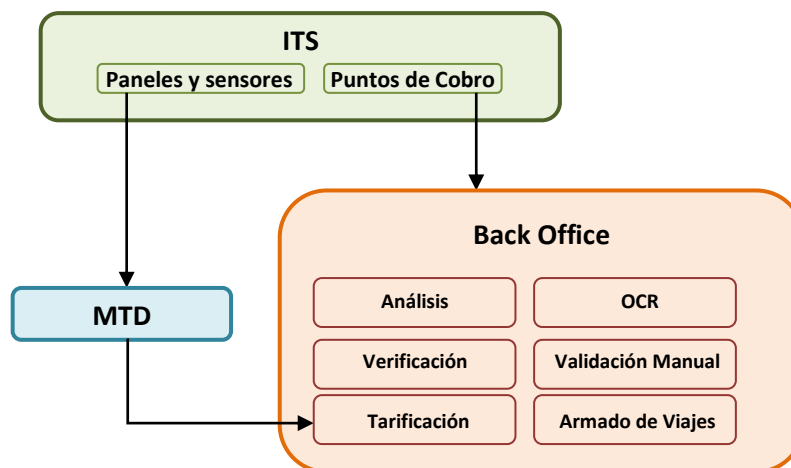 ITS
Paneles y sensores
Puntos de Cobro
Back Office
Análisis
OCR
MTD
Verificación
Validación Manual
Tarificación
Armado de Viajes